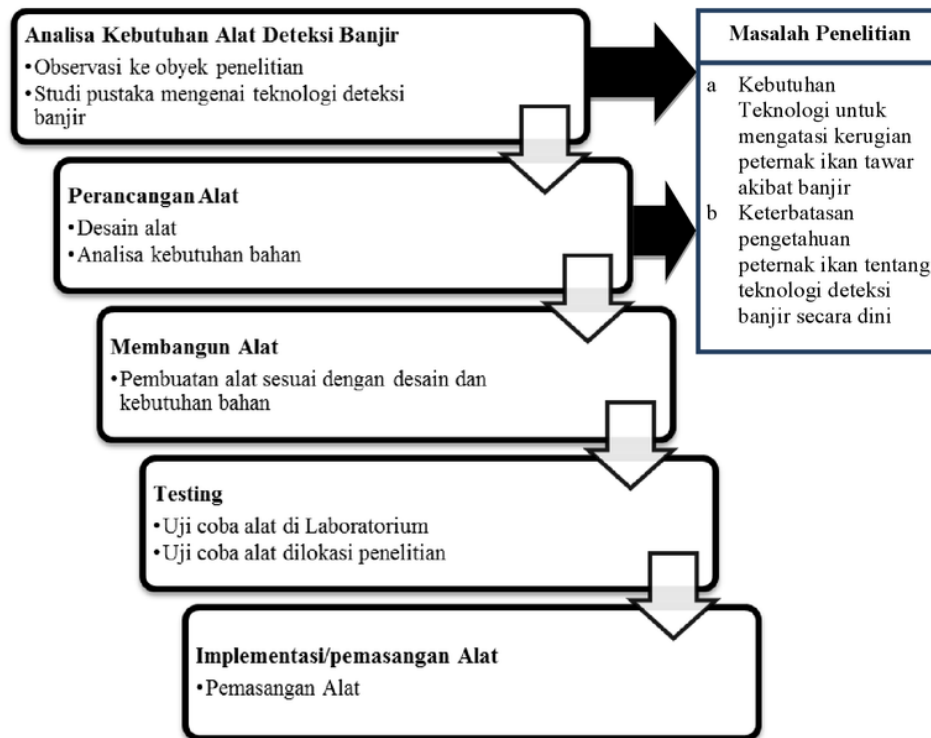 Analisa Kebutuhan Alat Deteksi Banjir
•Observasi ke obyek penelitian
•Studi pustaka mengenai teknologi deteksi
banjir
Perancangan Alat
•Desain alat
•Analisa kebutuhan bahan
Membangun Alat
•Pembuatan alat sesuai dengan desain dan
kebutuhan bahan
Testing
•Uji coba alat di Laboratorium
•Uji coba alat dilokasi penelitian
Implementasi/pemasangan Alat
•Pemasangan Alat
Masalah Penelitian
a Kebutuhan
Teknologi untuk
mengatasi kerugian
peternak ikan tawar
akibat banjir
b Keterbatasan
pengetahuan
peternak ikan tentang
teknologi deteksi
banjir secara dini